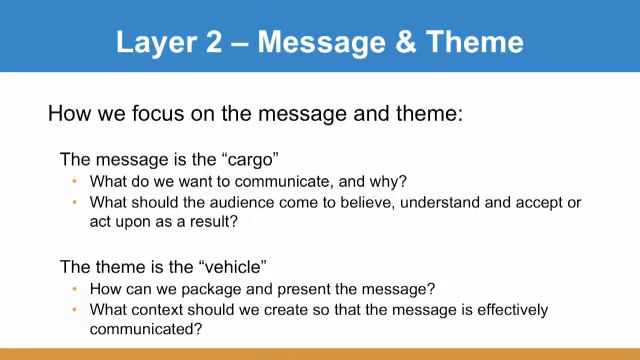 Layer 2 – Message & Theme
How we focus on the message and theme:
The message is the “cargo”
• What do we want to communicate, and why?
• What should the audience come to believe, understand and accept or
act upon as a result?
The theme is the “vehicle”
• How can we package and present the message?
• What context should we create so that the message is effectively
communicated?